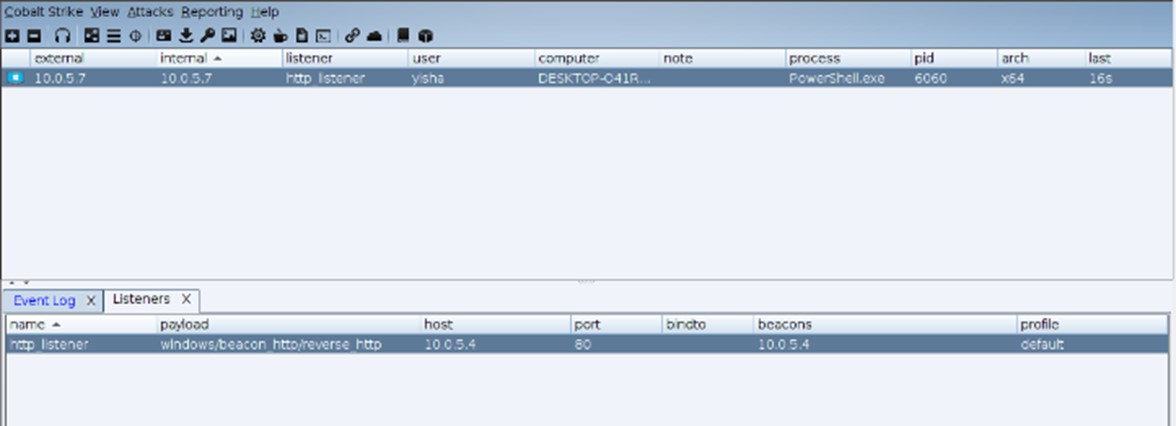 Cobalt Strike View Attacks Reporting Help
external internal listener user computer note process pid arch last
10.0.5.7 10.0.5.7 http_listener yisha DESKTOP-O41R... PowerShell.exe 6060 x64 16s
Event Log X Listeners X
name payload host port bindto beacons profile
http_listener windows/beacon_http/reverse_http 10.0.5.4 80 10.0.5.4 default